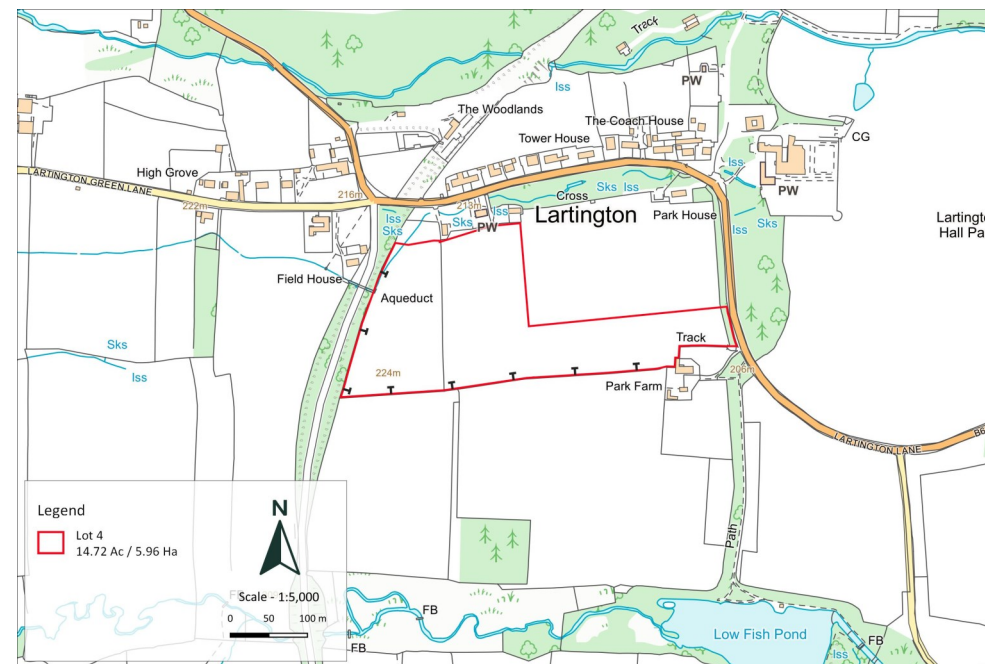 Track
Iss
PW
The Woodlands
The Coach House
Tower House
CG
High Grove
LARTINGTON GREEN LANE
216m
222m
Iss
PW
Cross
Sks Iss
213m
Iss
Sks
PW
Iss
Sks
Lartington
Park House
Iss
Sks
Hall Pa
Field House
Aqueduct
Sks
Iss
Track
224m
Park Farm
206m
LARTINGTON LANE
Legend
Lot 4
14.72 Ac / 5.96 Ha
N
Scale - 1:5,000
0 50 100 m
Path
FB
FB
Low Fish Pond
FB
Iss